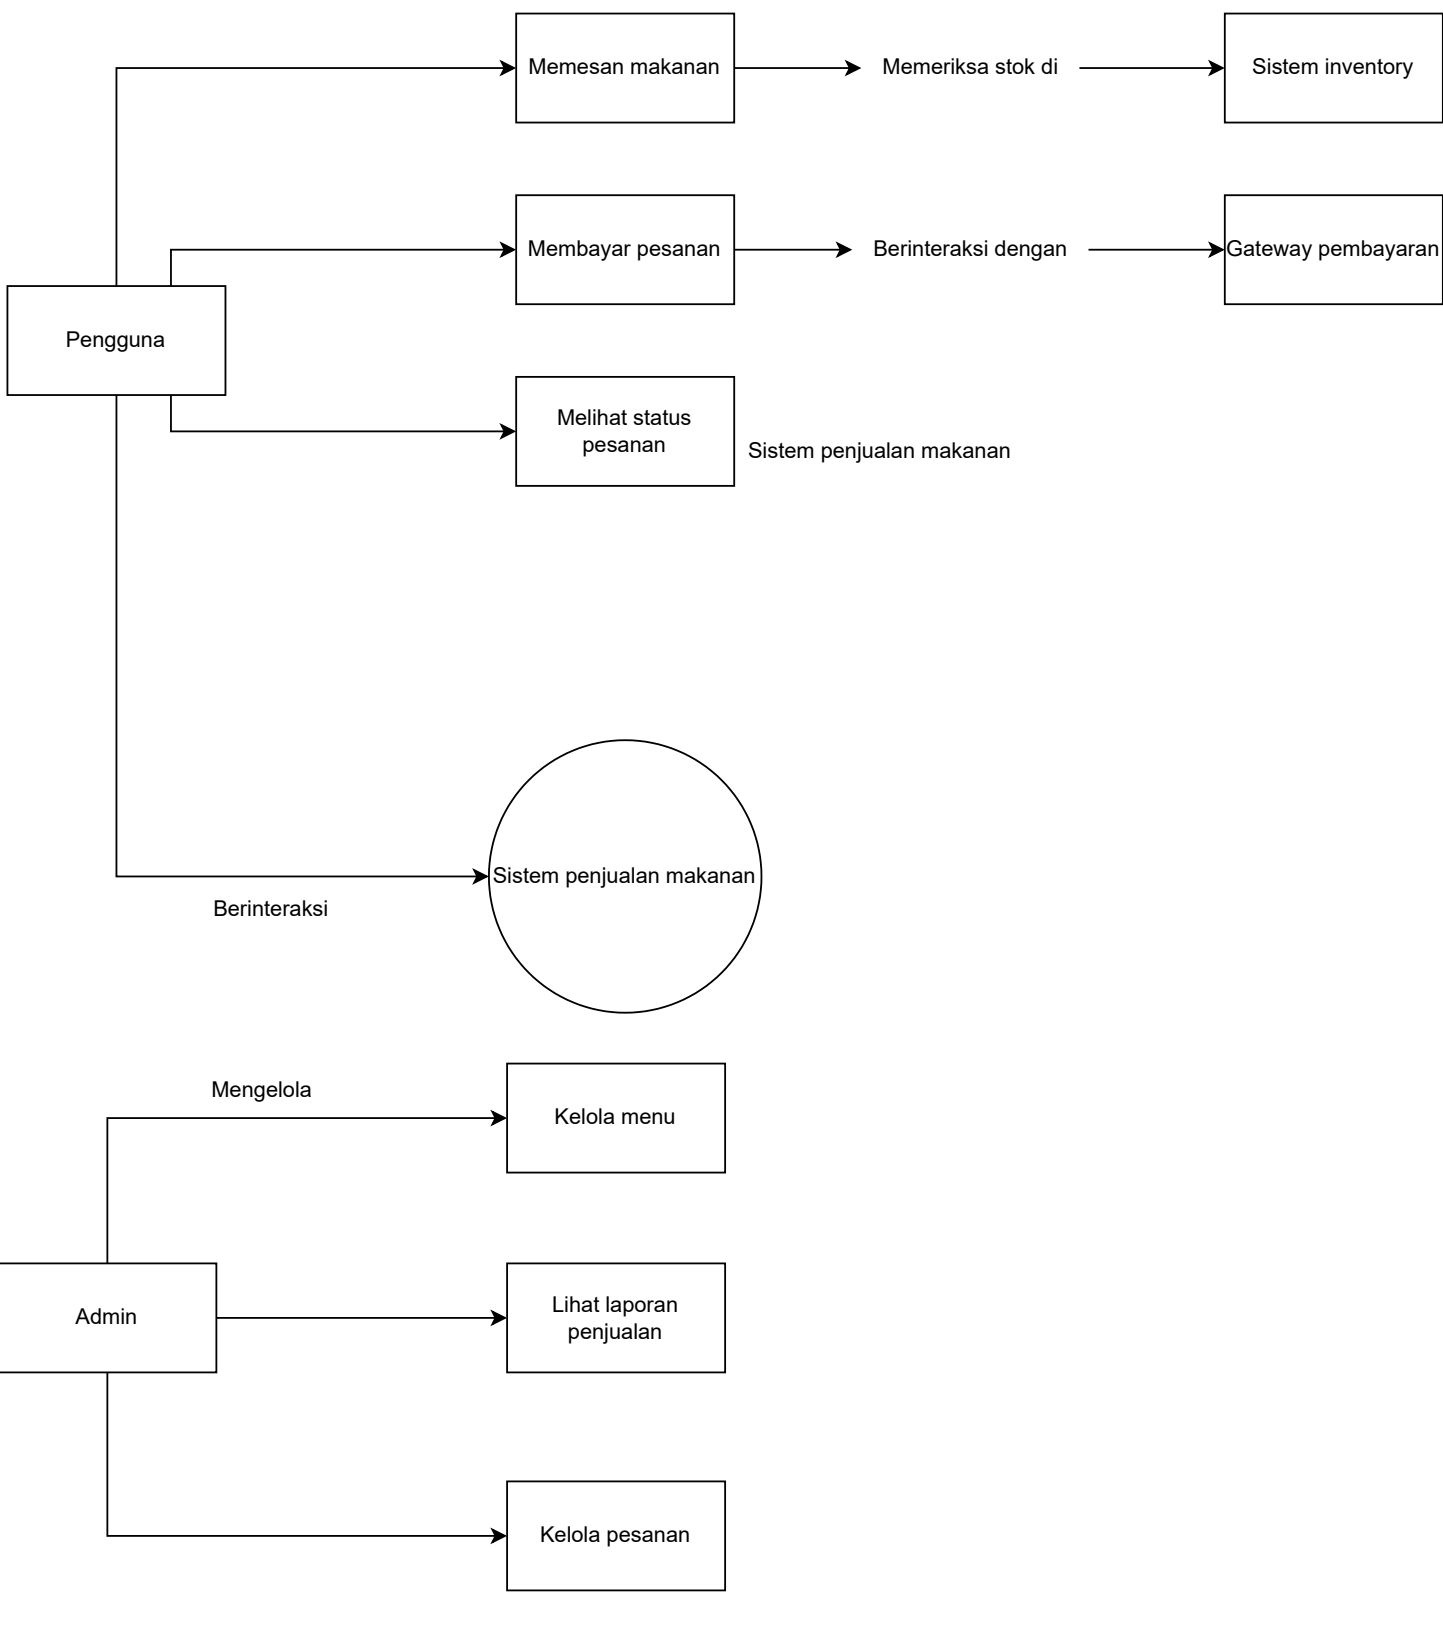 Memesan makanan
Memeriksa stok di
Sistem inventory
Membayar pesanan
Berinteraksi dengan
Gateway pembayaran
Pengguna
Melihat status
pesanan
Sistem penjualan makanan
Sistem penjualan makanan
Berinteraksi
Mengelola
Kelola menu
Admin
Lihat laporan
penjualan
Kelola pesanan